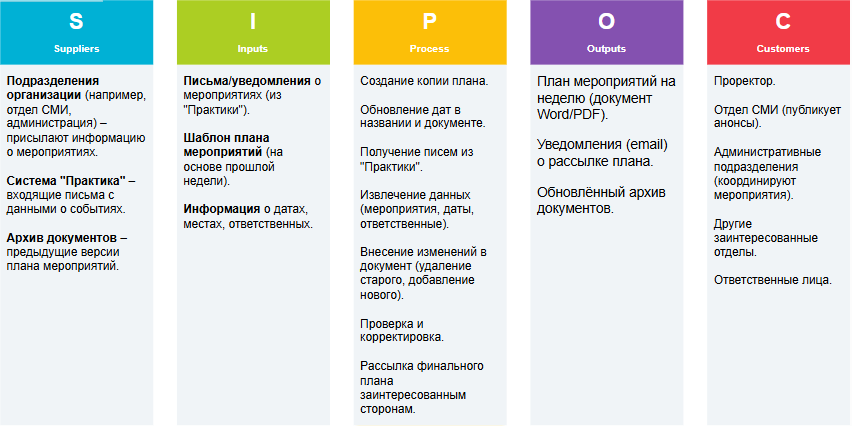 S
Suppliers
Подразделения
организации (например,
отдел СМИ,
администрация) –
присылают информацию
о мероприятиях.
Система "Практика" –
входящие письма с
данными о событиях.
Архив документов –
предыдущие версии
плана мероприятий.
I
Inputs
Письма/уведомления о
мероприятиях (из
"Практики").
Шаблон плана
мероприятий (на
основе прошлой
недели).
Информация о датах,
местах, ответственных.
P
Process
Создание копии плана.
Обновление дат в
названии и документе.
Получение писем из
"Практики".
Извлечение данных
(мероприятия, даты,
ответственные).
Внесение изменений в
документ (удаление
старого, добавление
нового).
Проверка и
корректировка.
Рассылка финального
плана
заинтересованным
сторонам.
O
Outputs
План мероприятий на
неделю (документ
Word/PDF).
Уведомления (email)
о рассылке плана.
Обновлённый архив
документов.
C
Customers
Проректор.
Отдел СМИ (публикует
анонсы).
Административные
подразделения
(координируют
мероприятия).
Другие
заинтересованные
отделы.
Ответственные лица.